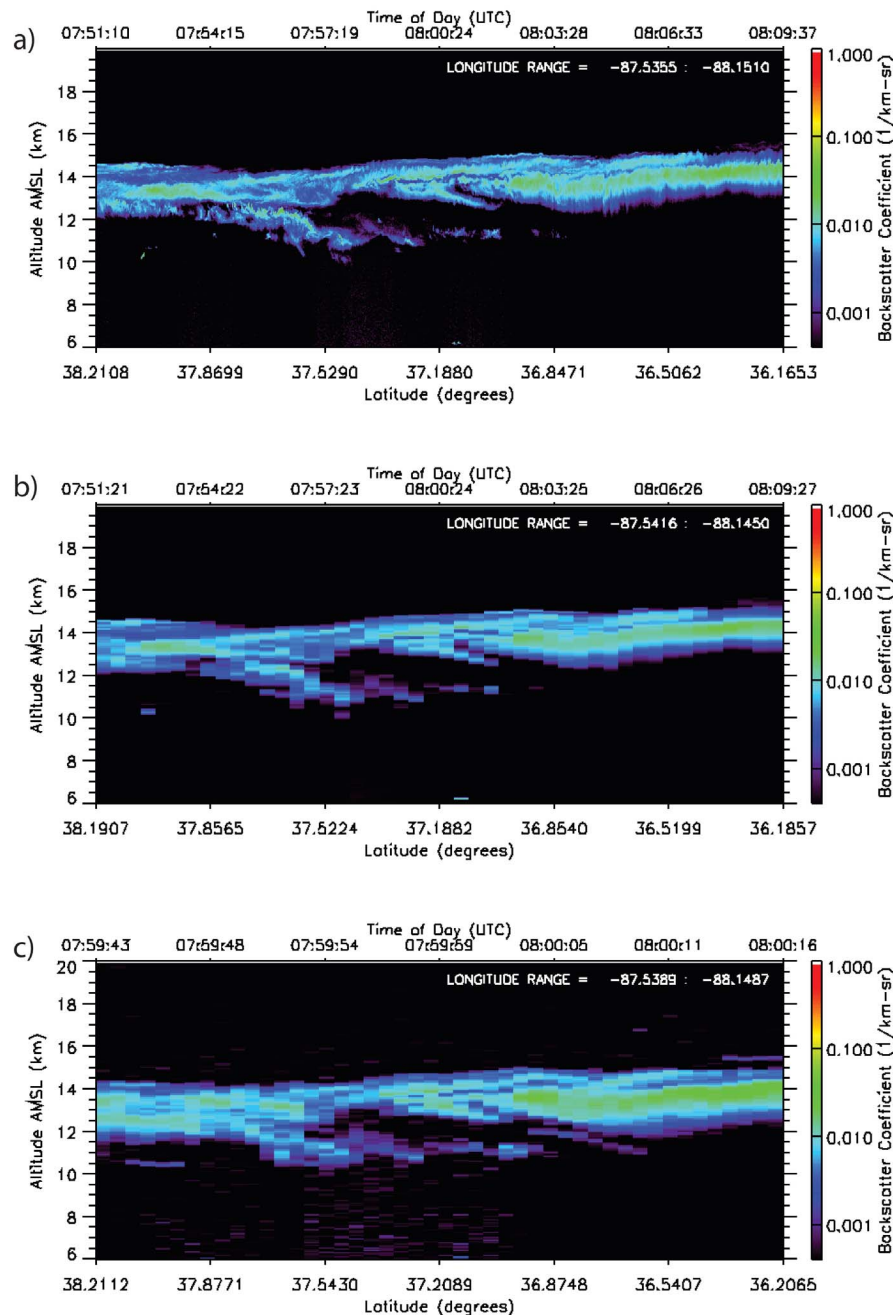 a)
Time of Day (UTC)
07:51:10 07:54:15 07:57:19 08:00:24 08:03:28 08:06:33 08:09:37
LONGITUDE RANGE = -87.5355 : -88.1510
Altitude AMSL (km)
18
16
14
12
10
8
6
38.2108 37.8699 37.5290 37.1880 36.8471 36.5062 36.1653
Latitude (degrees)
1.000
0.100
0.010
0.001
Backscatter Coefficient (1/km-sr)
b)
Time of Day (UTC)
07:51:21 07:54:22 07:57:23 08:00:24 08:03:25 08:06:26 08:09:27
LONGITUDE RANGE = -87.5416 : -88.1450
Altitude AMSL (km)
18
16
14
12
10
8
6
38.1907 37.8565 37.5224 37.1882 36.8540 36.5199 36.1857
Latitude (degrees)
1.000
0.100
0.010
0.001
Backscatter Coefficient (1/km-sr)
c)
Time of Day (UTC)
07:59:43 07:59:48 07:59:54 07:59:59 08:00:05 08:00:11 08:00:16
LONGITUDE RANGE = -87.5389 : -88.1487
Altitude AMSL (km)
20
18
16
14
12
10
8
6
38.2112 37.8771 37.5430 37.2089 36.8748 36.5407 36.2065
Latitude (degrees)
1.000
0.100
0.010
0.001
Backscatter Coefficient (1/km-sr)